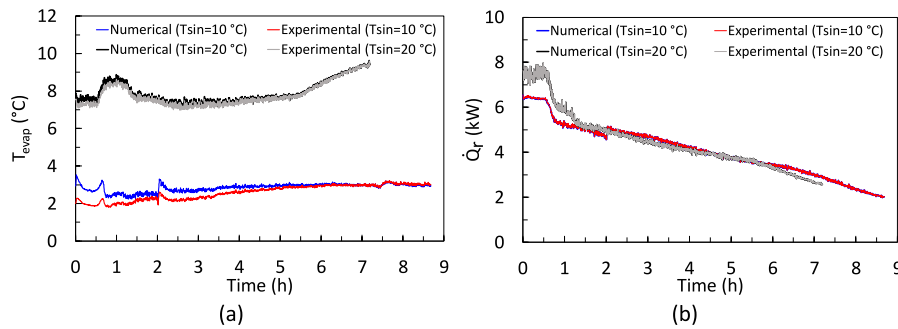 Numerical (Tsin=10 °C) Experimental (Tsin=10 °C)
Numerical (Tsin=20 °C) Experimental (Tsin=20 °C)
12
10
8
6
4
2
0
Tevap (°C)
0 1 2 3 4 5 6 7 8 9
Time (h)
(a)
Numerical (Tsin=10 °C) Experimental (Tsin=10 °C)
Numerical (Tsin=20 °C) Experimental (Tsin=20 °C)
10
8
6
4
2
0
Q̇r (kW)
0 1 2 3 4 5 6 7 8 9
Time (h)
(b)